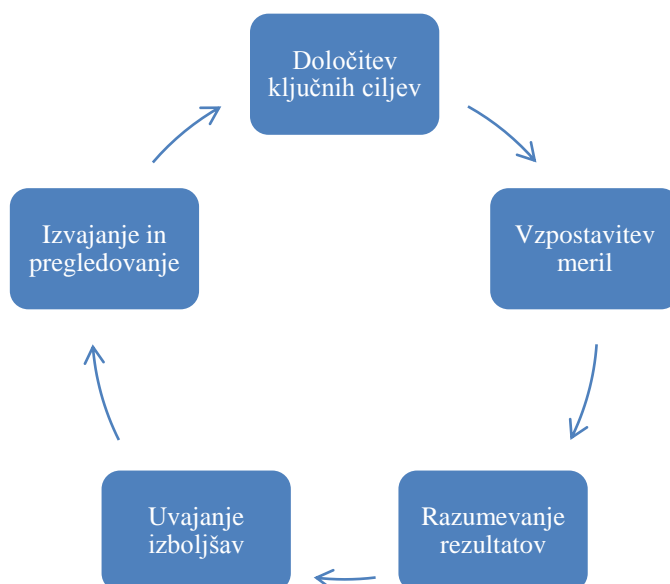 Določitev
ključnih ciljev
Vzpostavitev
meril
Razumevanje
rezultatov
Uvajanje
izboljšav
Izvajanje in
pregledovanje